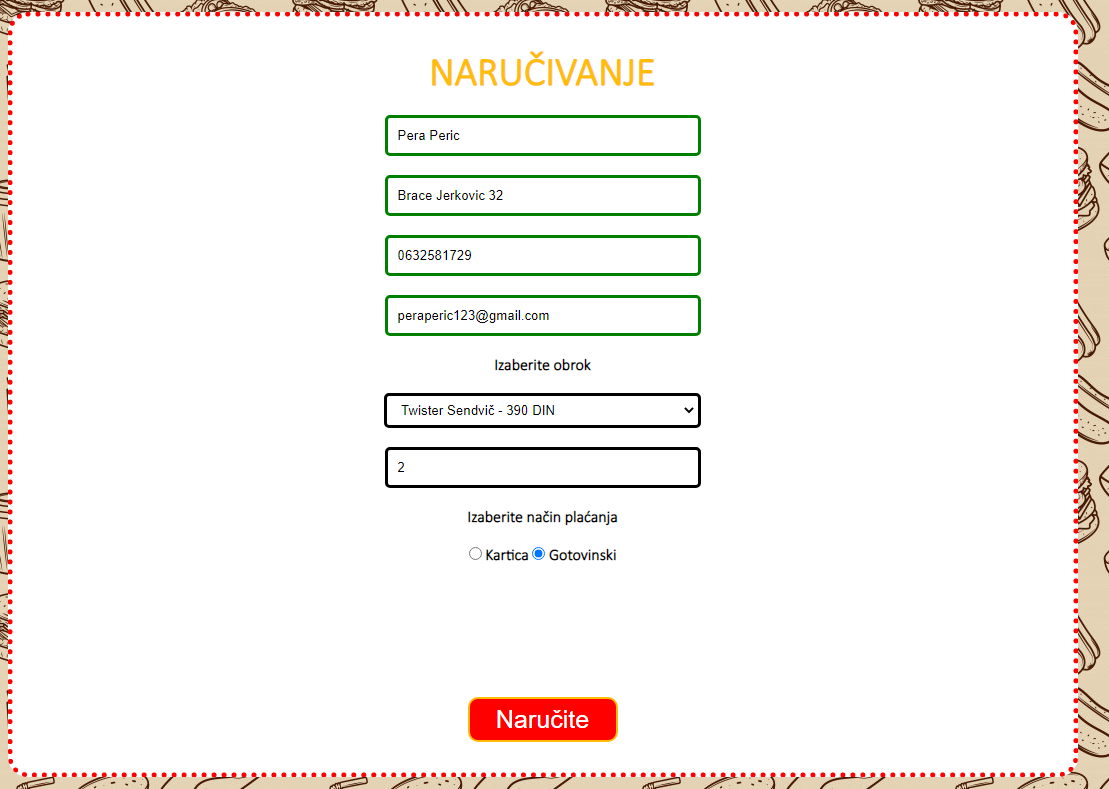 NARUČIVANJE
Pera Peric
Brace Jerkovic 32
0632581729
peraperic123@gmail.com
Izaberite obrok
Twister Sendvič - 390 DIN
2
Izaberite način plaćanja
Kartica Gotovinski
Naručite